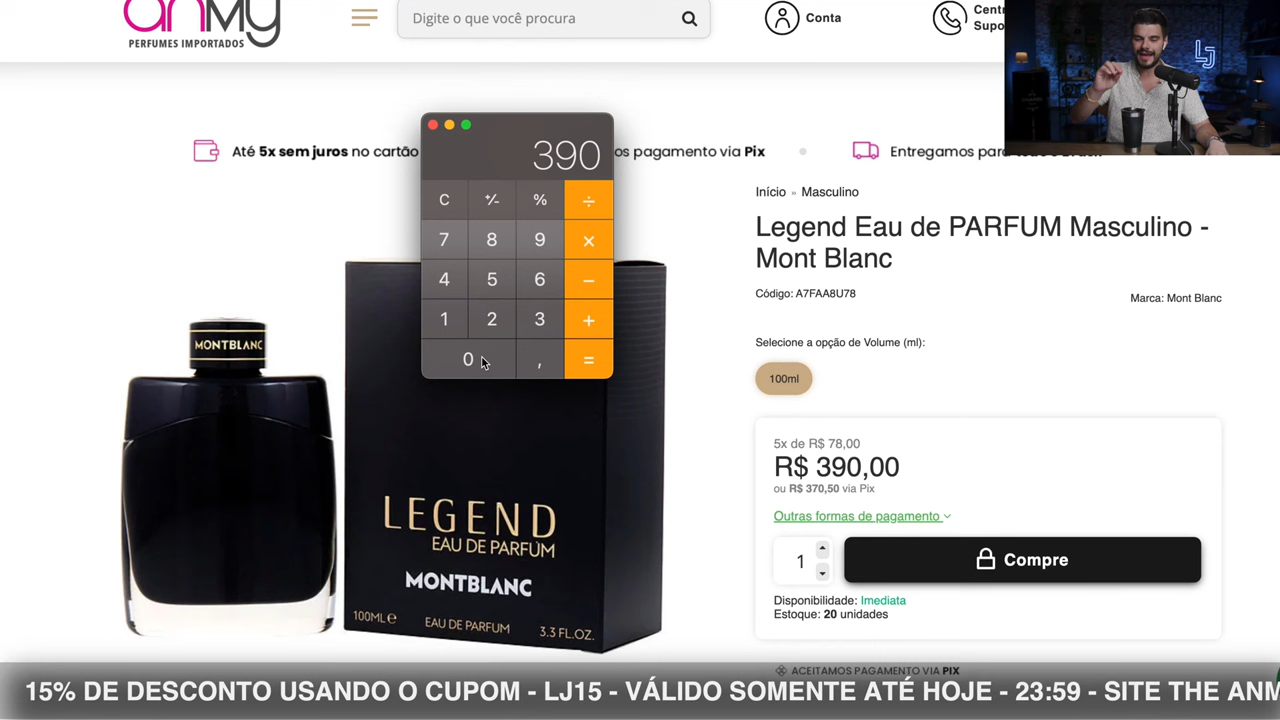 anmy
PERFUMES IMPORTADOS
Digite o que você procura
Conta
Até 5x sem juros no cartão
os pagamento via Pix
Entregamos para
390
C +/- % ÷
7 8 9 ×
4 5 6 −
1 2 3 +
0 , =
Início » Masculino
Legend Eau de PARFUM Masculino -
Mont Blanc
Código: A7FAA8U78
Marca: Mont Blanc
Selecione a opção de Volume (ml):
100ml
5x de R$ 78,00
R$ 390,00
ou R$ 370,50 via Pix
Outras formas de pagamento
1
Compre
Disponibilidade: Imediata
Estoque: 20 unidades
ACEITAMOS PAGAMENTO VIA PIX
MONTBLANC
LEGEND
EAU DE PARFUM
MONTBLANC
100ML e EAU DE PARFUM 3.3 FL.OZ.
LJ
15% DE DESCONTO USANDO O CUPOM - LJ15 - VÁLIDO SOMENTE ATÉ HOJE - 23:59 - SITE THE ANM